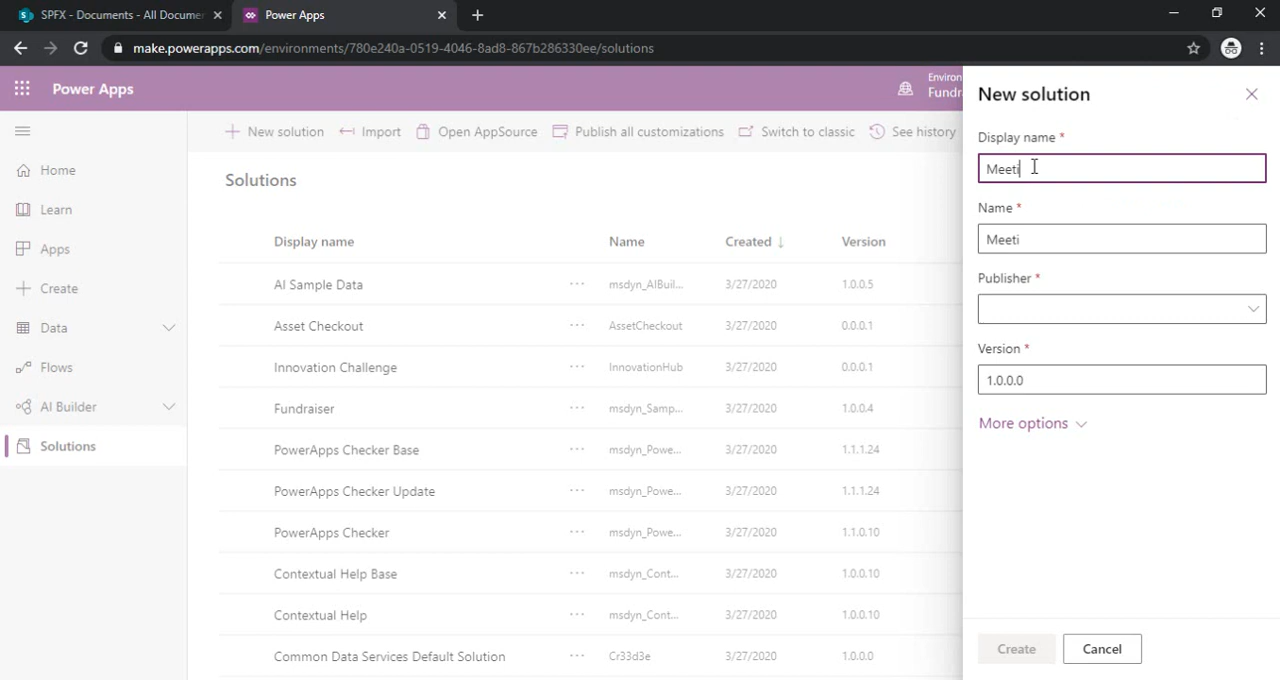 SPFX - Documents - All Docume
Power Apps
make.powerapps.com/environments/780e240a-0519-4046-8ad8-867b286330ee/solutions
Power Apps
Environ
Fundra
New solution
Import
Open AppSource
Publish all customizations
Switch to classic
See history
Home
Learn
Apps
Create
Data
Flows
AI Builder
Solutions
Solutions
Display name Name Created ↓ Version
AI Sample Data ··· msdyn_AIBuil... 3/27/2020 1.0.0.5
Asset Checkout ··· AssetCheckout 3/27/2020 0.0.0.1
Innovation Challenge ··· InnovationHub 3/27/2020 0.0.0.1
Fundraiser ··· msdyn_Samp... 3/27/2020 1.0.0.4
PowerApps Checker Base ··· msdyn_Powe... 3/27/2020 1.1.1.24
PowerApps Checker Update ··· msdyn_Powe... 3/27/2020 1.1.1.24
PowerApps Checker ··· msdyn_Powe... 3/27/2020 1.1.0.10
Contextual Help Base ··· msdyn_Cont... 3/27/2020 1.0.0.10
Contextual Help ··· msdyn_Cont... 3/27/2020 1.0.0.10
Common Data Services Default Solution ··· Cr33d3e 3/27/2020 1.0.0.0
New solution
Display name *
Meeti
Name *
Meeti
Publisher *
Version *
1.0.0.0
More options
Create
Cancel